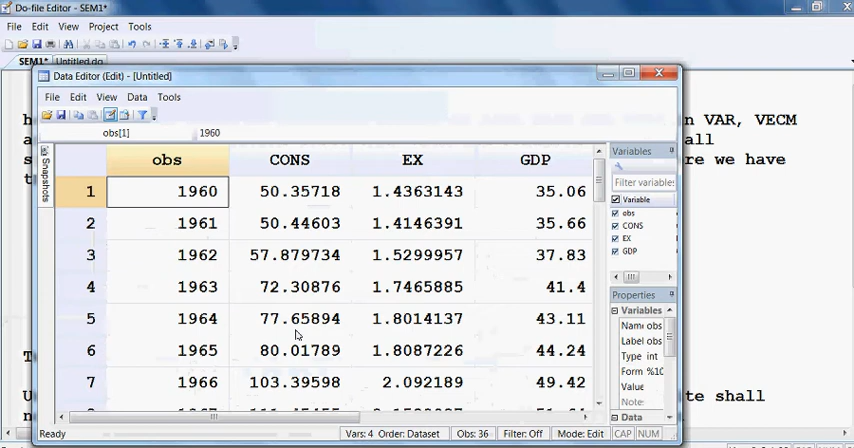 Do-file Editor - SEM1*
File Edit View Project Tools
SEM1* Untitled.do
Data Editor (Edit) - [Untitled]
File Edit View Data Tools
n VAR, VECM
obs[1] 1960
all
re we have
Snapshots
obs CONS EX GDP
1 1960 50.35718 1.4363143 35.06
2 1961 50.44603 1.4146391 35.66
3 1962 57.879734 1.5299957 37.83
4 1963 72.30876 1.7465885 41.4
5 1964 77.65894 1.8014137 43.11
6 1965 80.01789 1.8087226 44.24
7 1966 103.39598 2.092189 49.42
Variables
Filter variables
Variable
obs
CONS
EX
GDP
Properties
Variables
Name obs
Label obs
Type int
Form %10
Value
Data
te shall
Ready Vars: 4 Order: Dataset Obs: 36 Filter: Off Mode: Edit CAP NUM